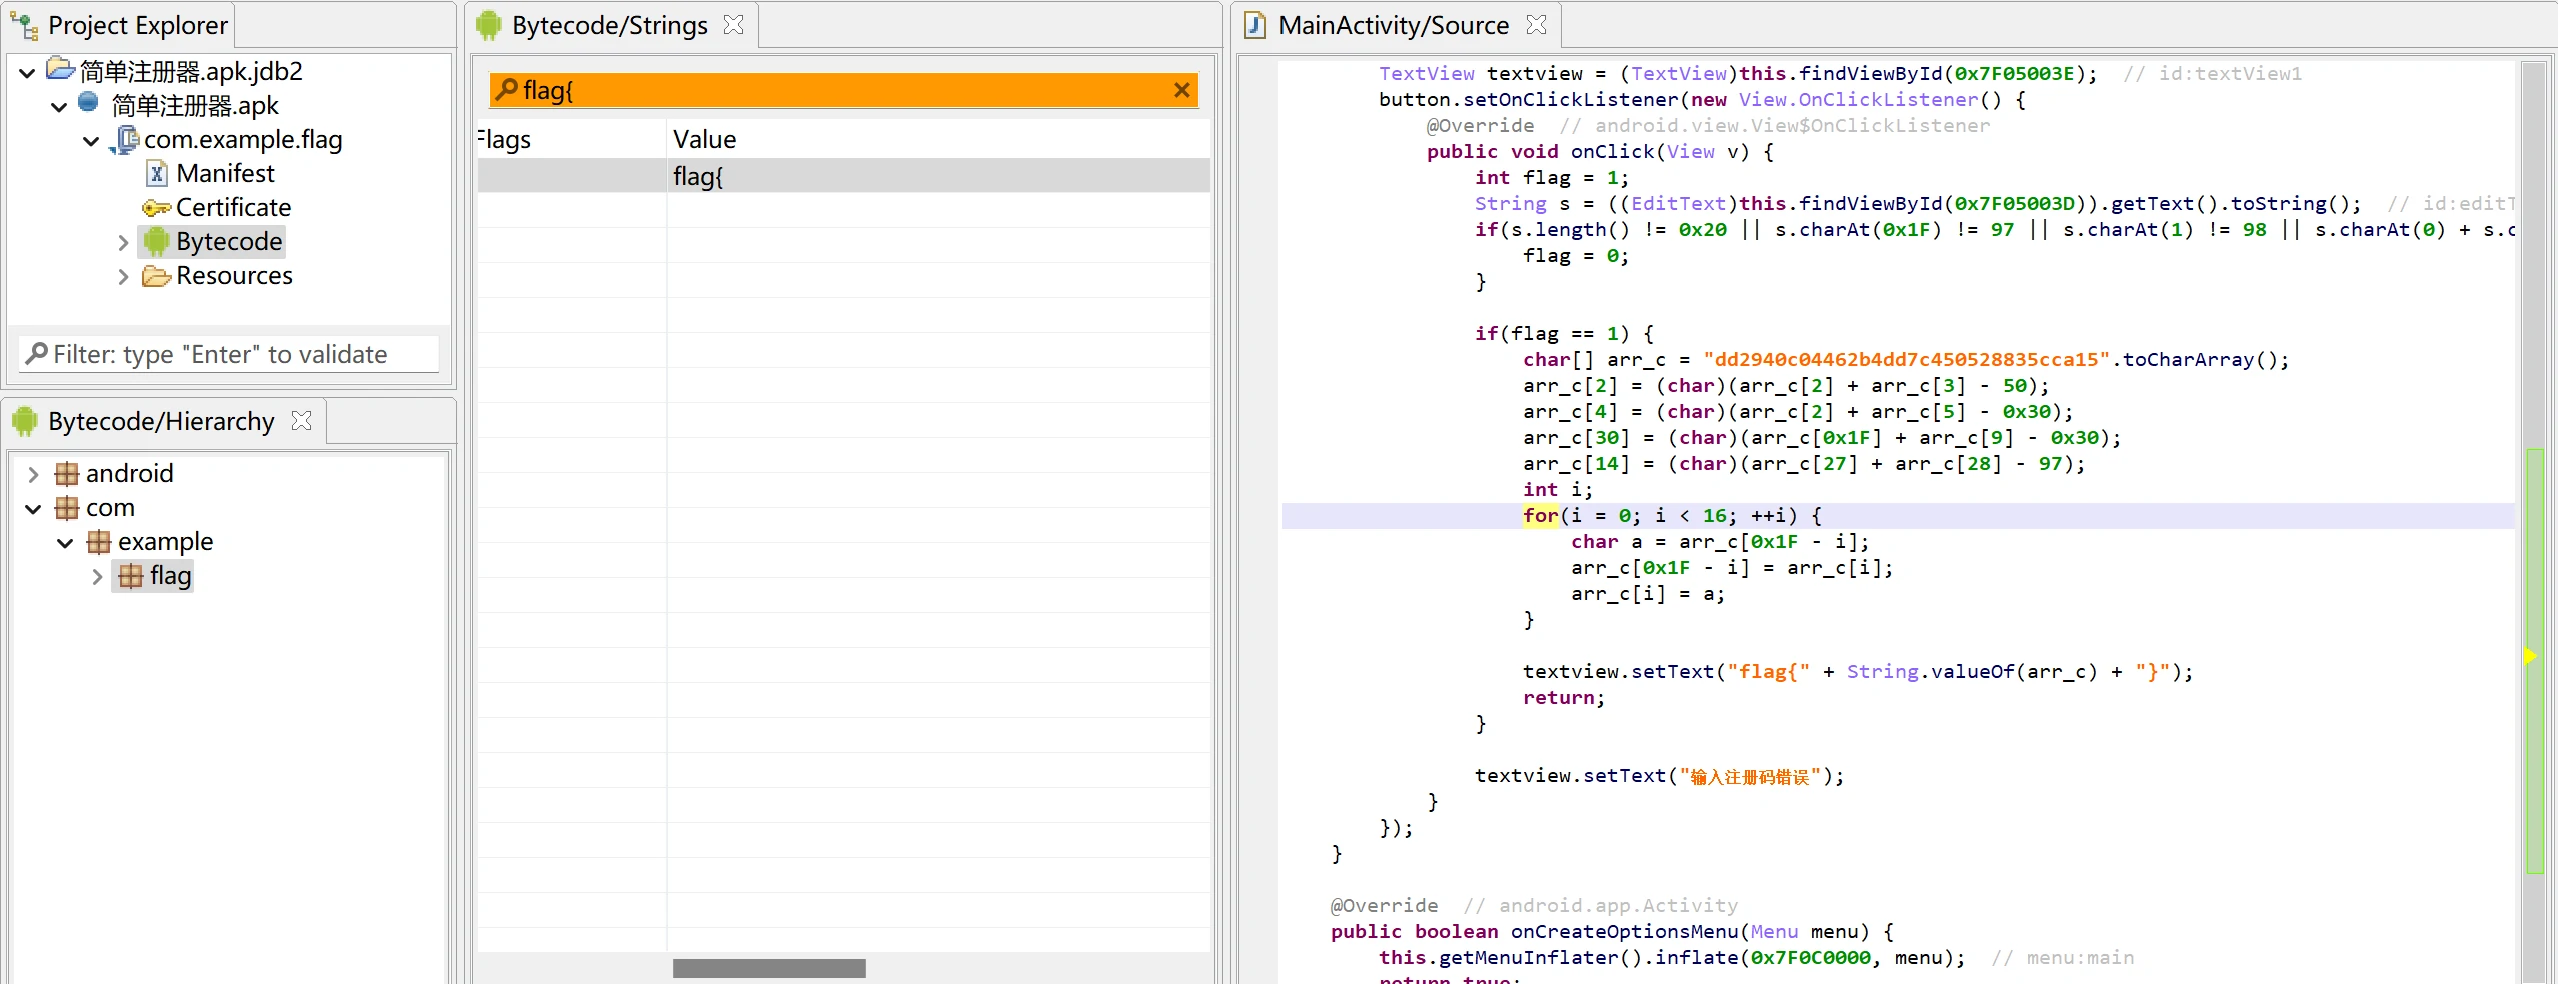 Project Explorer
简单注册器.apk.jdb2
简单注册器.apk
com.example.flag
Manifest
Certificate
Bytecode
Resources
Filter: type "Enter" to validate
Bytecode/Hierarchy
android
com
example
flag
Bytecode/Strings
flag{
Flags Value
flag{
MainActivity/Source
TextView textview = (TextView)this.findViewById(0x7F05003E);  // id:textView1
button.setOnClickListener(new View.OnClickListener() {
@Override  // android.view.View$OnClickListener
public void onClick(View v) {
int flag = 1;
String s = ((EditText)this.findViewById(0x7F05003D)).getText().toString();  // id:editT
if(s.length() != 0x20 || s.charAt(0x1F) != 97 || s.charAt(1) != 98 || s.charAt(0) + s.c
flag = 0;
}
if(flag == 1) {
char[] arr_c = "dd2940c04462b4dd7c450528835cca15".toCharArray();
arr_c[2] = (char)(arr_c[2] + arr_c[3] - 50);
arr_c[4] = (char)(arr_c[2] + arr_c[5] - 0x30);
arr_c[30] = (char)(arr_c[0x1F] + arr_c[9] - 0x30);
arr_c[14] = (char)(arr_c[27] + arr_c[28] - 97);
int i;
for(i = 0; i < 16; ++i) {
char a = arr_c[0x1F - i];
arr_c[0x1F - i] = arr_c[i];
arr_c[i] = a;
}
textview.setText("flag{" + String.valueOf(arr_c) + "}");
return;
}
textview.setText("输入注册码错误");
}
});
}
@Override  // android.app.Activity
public boolean onCreateOptionsMenu(Menu menu) {
this.getMenuInflater().inflate(0x7F0C0000, menu);  // menu:main
return true;